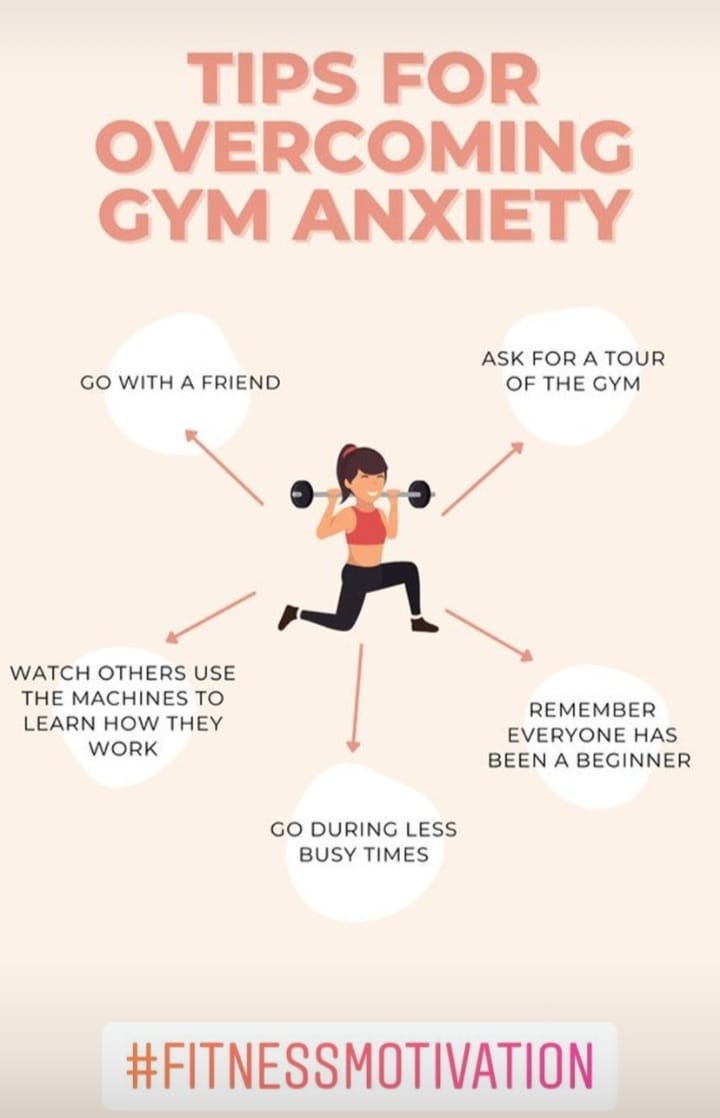 TIPS FOR
OVERCOMING
GYM ANXIETY
GO WITH A FRIEND
ASK FOR A TOUR
OF THE GYM
WATCH OTHERS USE
THE MACHINES TO
LEARN HOW THEY
WORK
REMEMBER
EVERYONE HAS
BEEN A BEGINNER
GO DURING LESS
BUSY TIMES
#FITNESSMOTIVATION